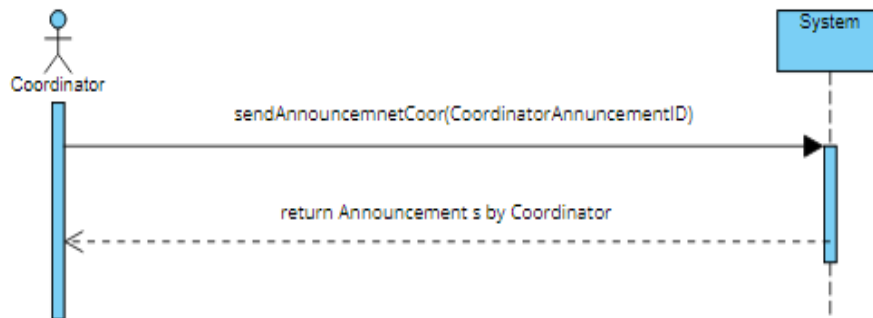 System
Coordinator
sendAnnouncemnetCoor(CoordinatorAnnuncementID)
return Announcement s by Coordinator